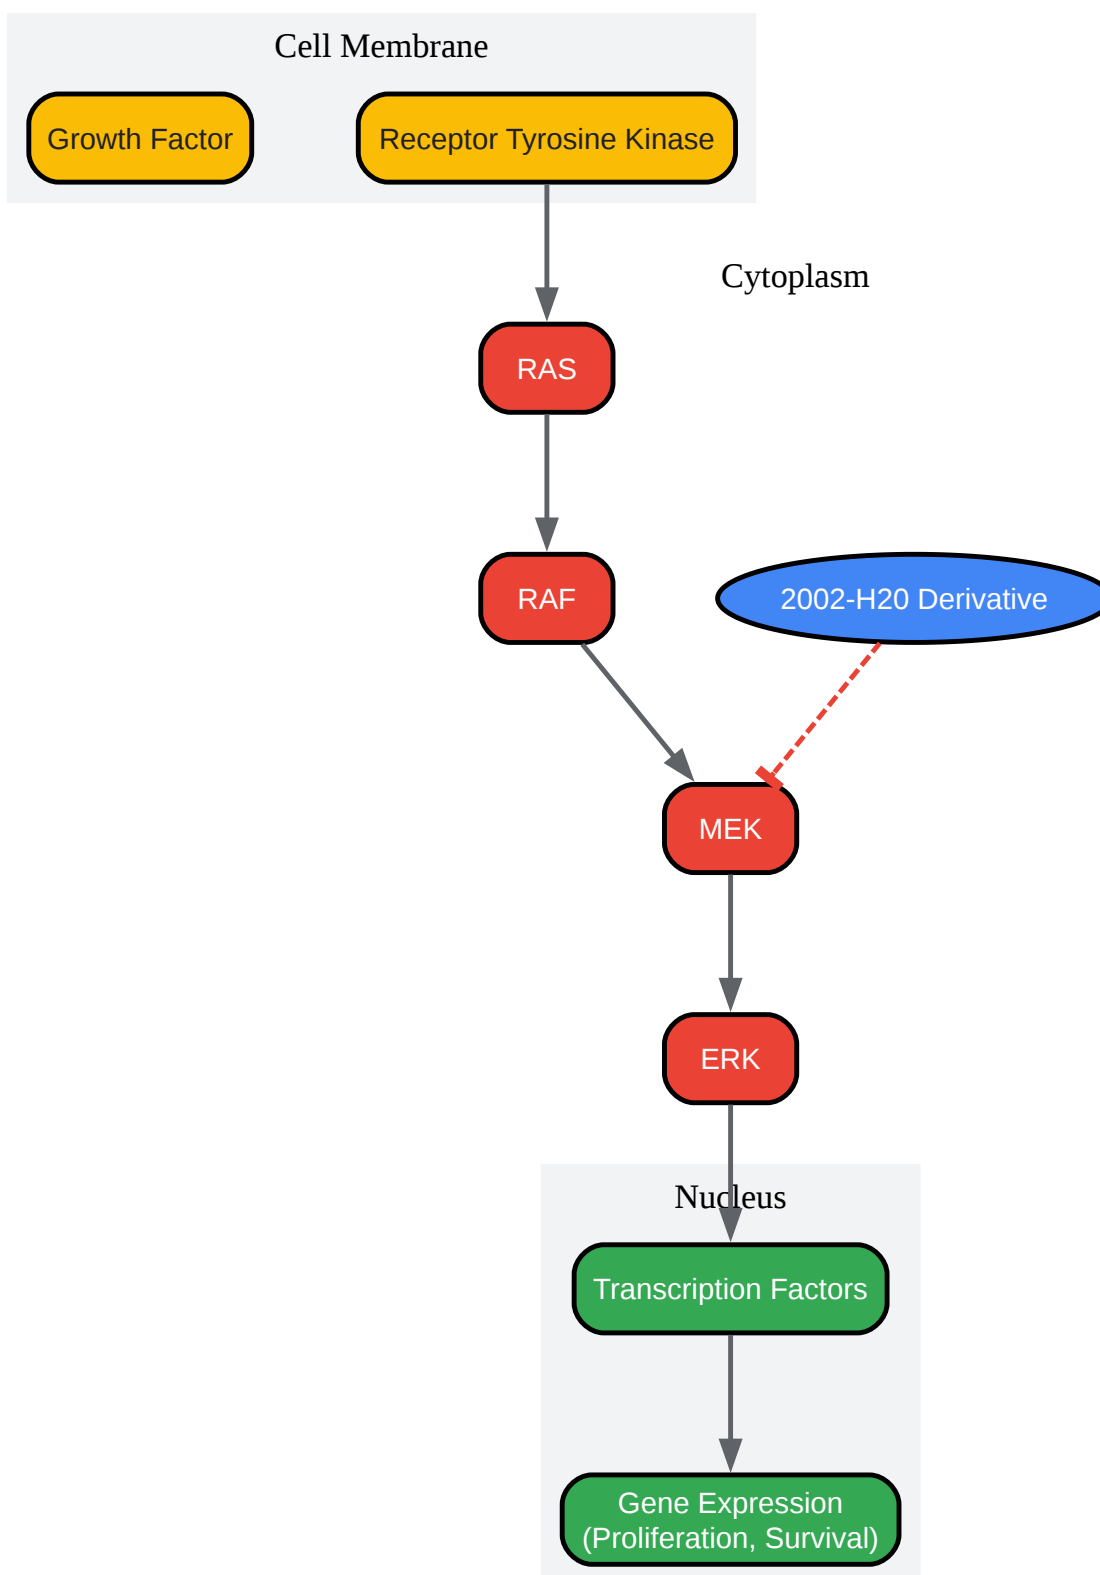 Cell Membrane
Growth Factor
Receptor Tyrosine Kinase
Cytoplasm
RAS
RAF
2002-H20 Derivative
MEK
ERK
Nucleus
Transcription Factors
Gene Expression
(Proliferation, Survival)